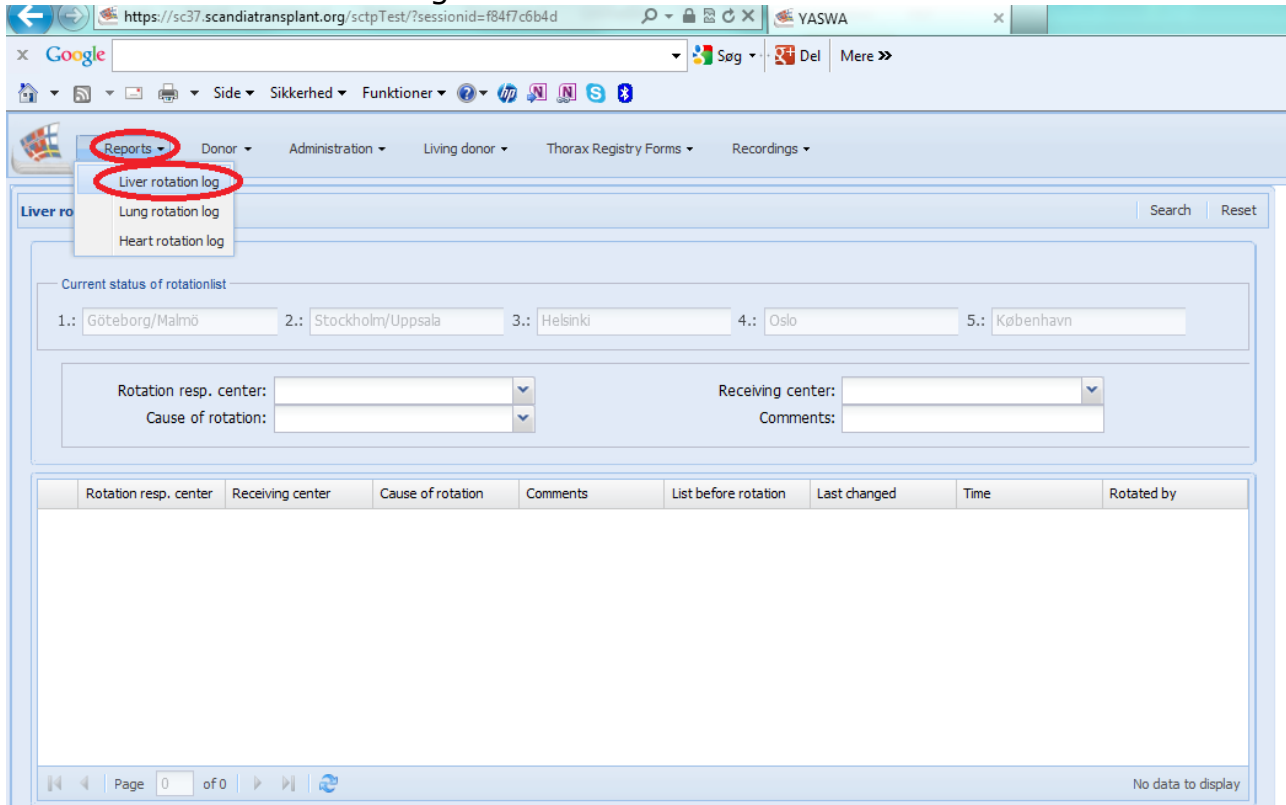 https://sc37.scandiatransplant.org/sctpTest/?sessionid=f84f7c6b4d YASWA
x Google Søg Del Mere »
Side Sikkerhed Funktioner
Reports Donor Administration Living donor Thorax Registry Forms Recordings
Liver rotation log
Liver ro Lung rotation log Search Reset
Heart rotation log
Current status of rotationlist
1.: Göteborg/Malmö 2.: Stockholm/Uppsala 3.: Helsinki 4.: Oslo 5.: København
Rotation resp. center: Receiving center:
Cause of rotation: Comments:
Rotation resp. center Receiving center Cause of rotation Comments List before rotation Last changed Time Rotated by
Page 0 of 0 No data to display